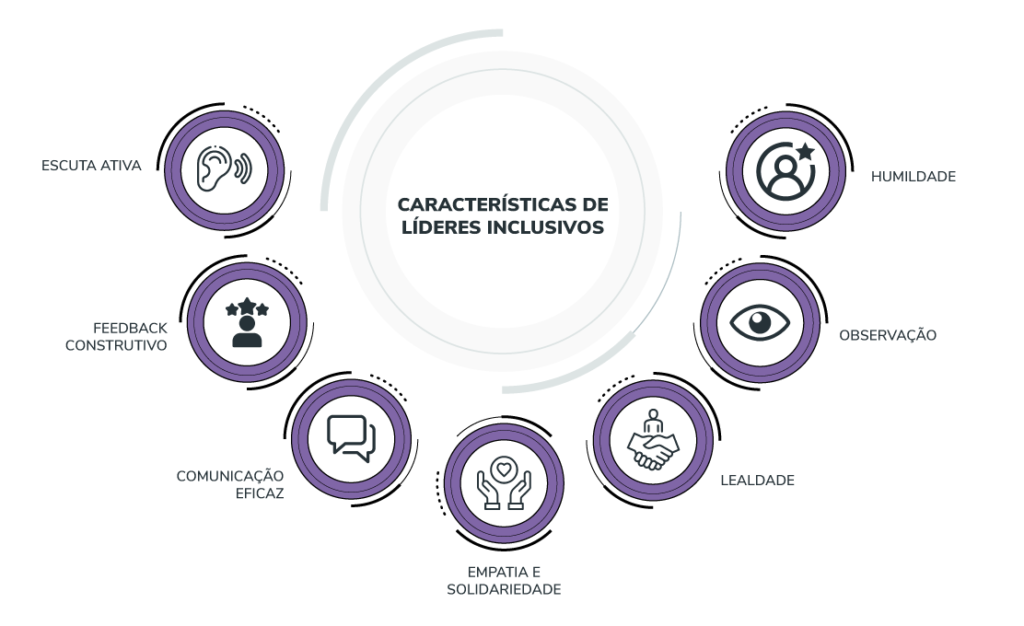 CARACTERÍSTICAS DE
LÍDERES INCLUSIVOS
ESCUTA ATIVA
FEEDBACK
CONSTRUTIVO
COMUNICAÇÃO
EFICAZ
EMPATIA E
SOLIDARIEDADE
LEALDADE
OBSERVAÇÃO
HUMILDADE